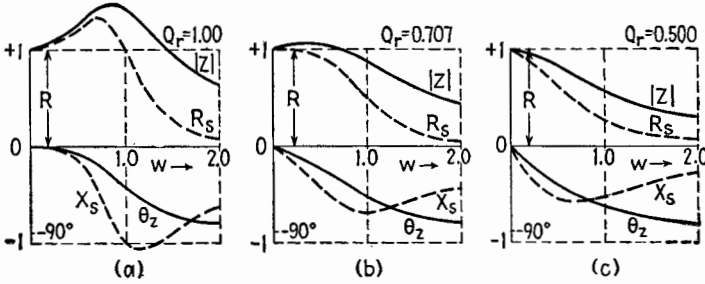 Qr=1.00
+1
|Z|
R
Rs
0
1.0
w →
2.0
Xs
θz
-90°
-1
(a)
Qr=0.707
+1
|Z|
R
Rs
0
w →
1.0
2.0
Xs
θz
-90°
-1
(b)
Qr=0.500
+1
|Z|
R
Rs
0
1.0
w →
2.0
Xs
θz
-90°
-1
(c)